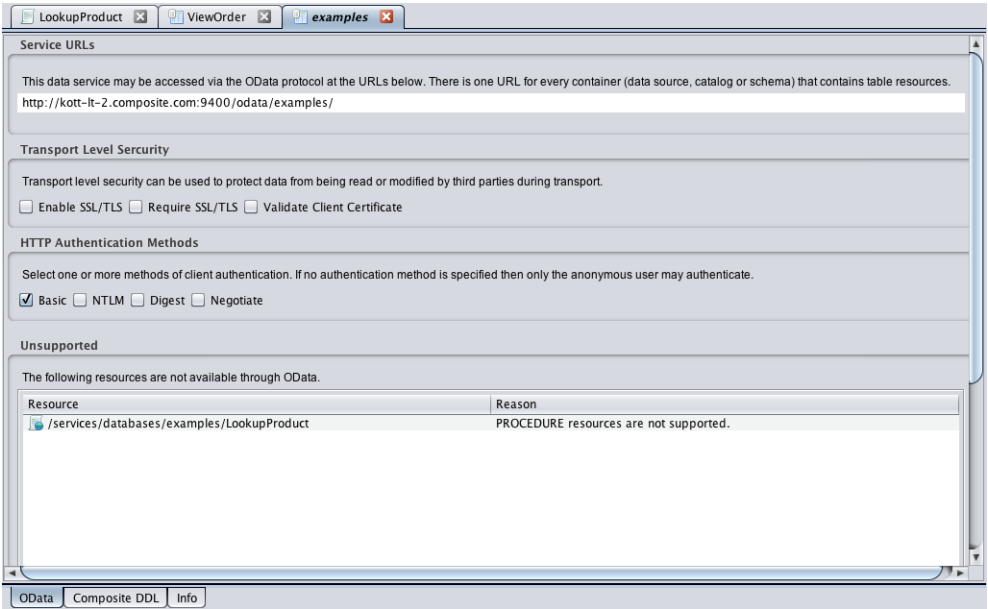 LookupProduct ViewOrder examples
Service URLs
This data service may be accessed via the OData protocol at the URLs below. There is one URL for every container (data source, catalog or schema) that contains table resources.
http://kott-lt-2.composite.com:9400/odata/examples/
Transport Level Sercurity
Transport level security can be used to protect data from being read or modified by third parties during transport.
Enable SSL/TLS Require SSL/TLS Validate Client Certificate
HTTP Authentication Methods
Select one or more methods of client authentication. If no authentication method is specified then only the anonymous user may authenticate.
Basic NTLM Digest Negotiate
Unsupported
The following resources are not available through OData.
Resource Reason
/services/databases/examples/LookupProduct PROCEDURE resources are not supported.
OData Composite DDL Info